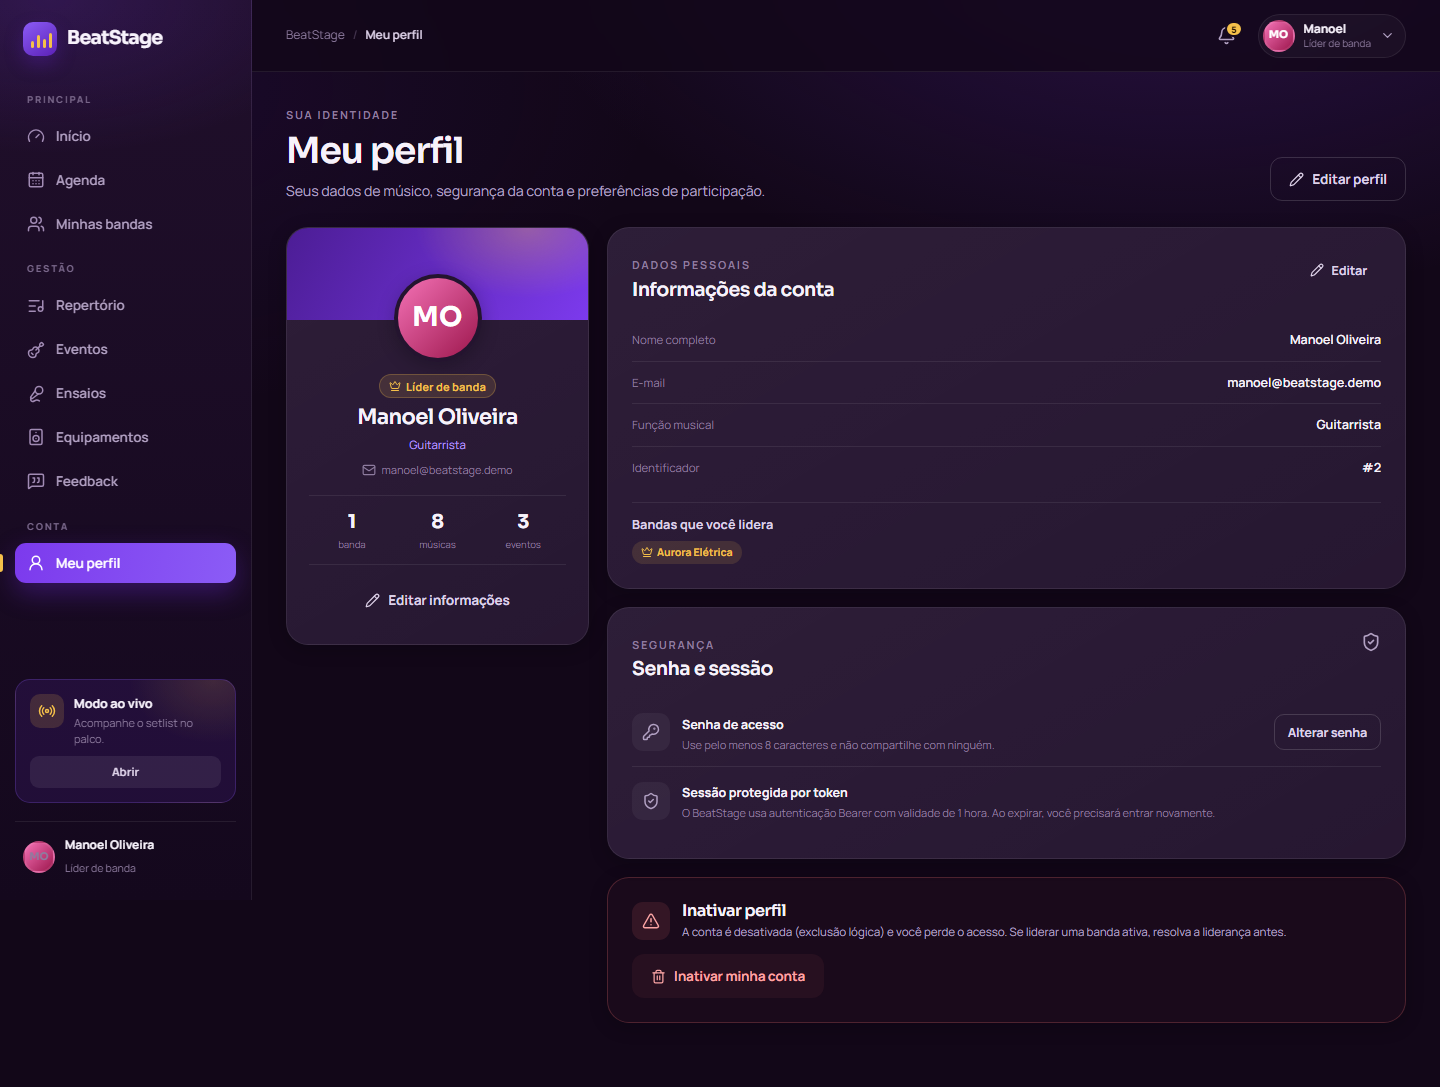 BeatStage
PRINCIPAL
Início
Agenda
Minhas bandas
GESTÃO
Repertório
Eventos
Ensaios
Equipamentos
Feedback
CONTA
Meu perfil
Modo ao vivo
Acompanhe o setlist no
palco.
Abrir
MO
Manoel Oliveira
Líder de banda
BeatStage / Meu perfil
5
MO
Manoel
Líder de banda
SUA IDENTIDADE
Meu perfil
Seus dados de músico, segurança da conta e preferências de participação.
Editar perfil
MO
Líder de banda
Manoel Oliveira
Guitarrista
manoel@beatstage.demo
1 8 3
banda músicas eventos
Editar informações
DADOS PESSOAIS
Informações da conta
Editar
Nome completo Manoel Oliveira
E-mail manoel@beatstage.demo
Função musical Guitarrista
Identificador #2
Bandas que você lidera
Aurora Elétrica
SEGURANÇA
Senha e sessão
Senha de acesso
Use pelo menos 8 caracteres e não compartilhe com ninguém.
Alterar senha
Sessão protegida por token
O BeatStage usa autenticação Bearer com validade de 1 hora. Ao expirar, você precisará entrar novamente.
Inativar perfil
A conta é desativada (exclusão lógica) e você perde o acesso. Se liderar uma banda ativa, resolva a liderança antes.
Inativar minha conta